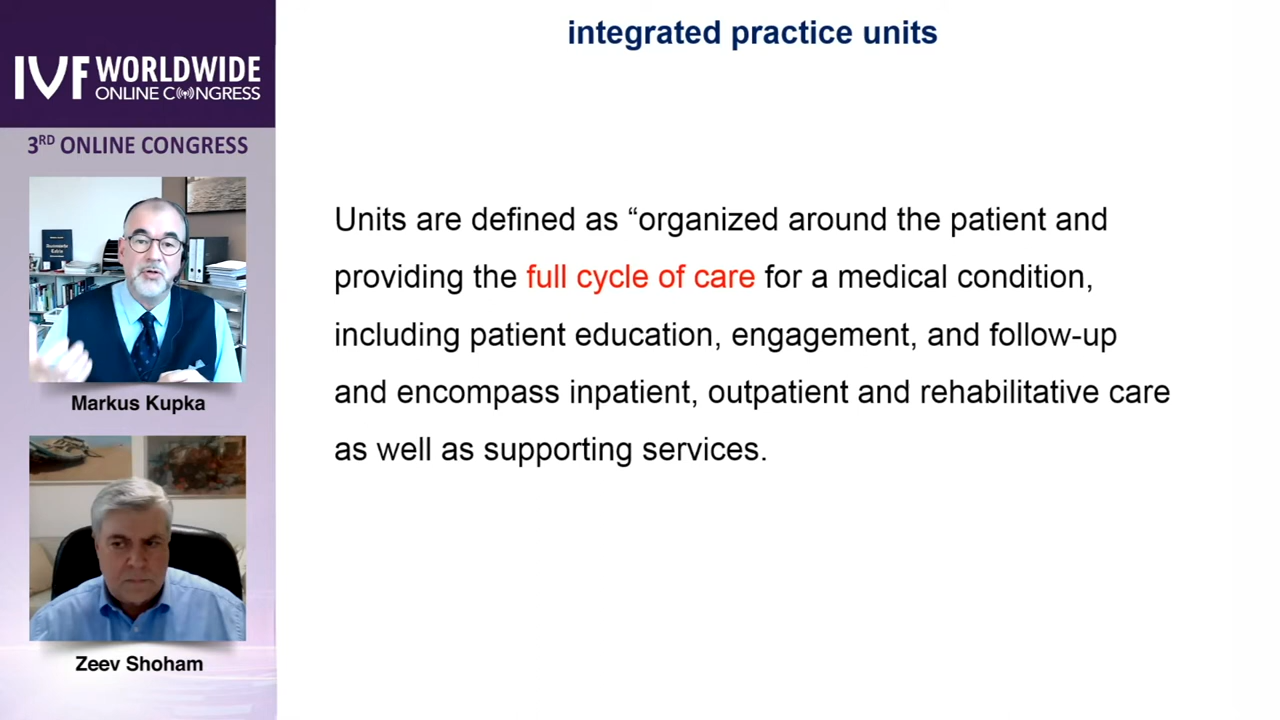 IVF WORLDWIDE
ONLINE CONGRESS
3RD ONLINE CONGRESS
Markus Kupka
Zeev Shoham
integrated practice units
Units are defined as “organized around the patient and
providing the full cycle of care for a medical condition,
including patient education, engagement, and follow-up
and encompass inpatient, outpatient and rehabilitative care
as well as supporting services.